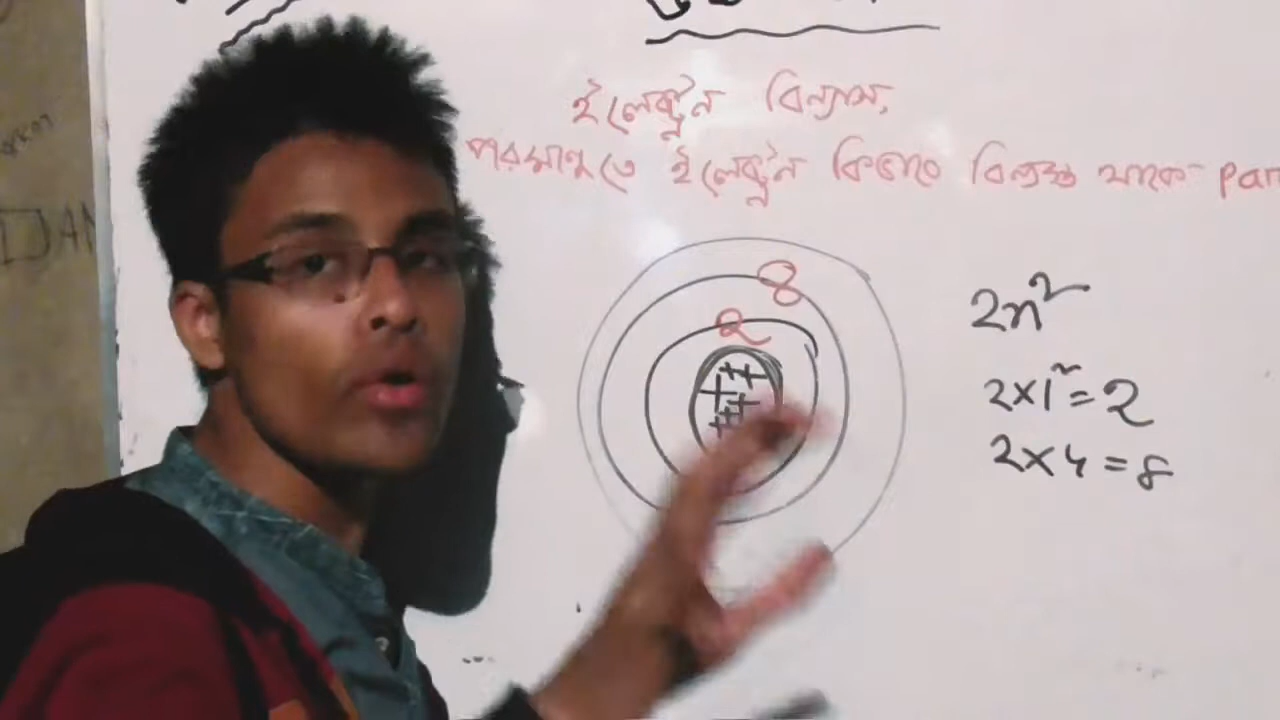 ইলেক্ট্রন বিন্যাস,
পরমানুতে ইলেক্ট্রন কিভাবে বিন্যস্ত থাকে- par
8
2
2n²
2×1²=2
2×4=8